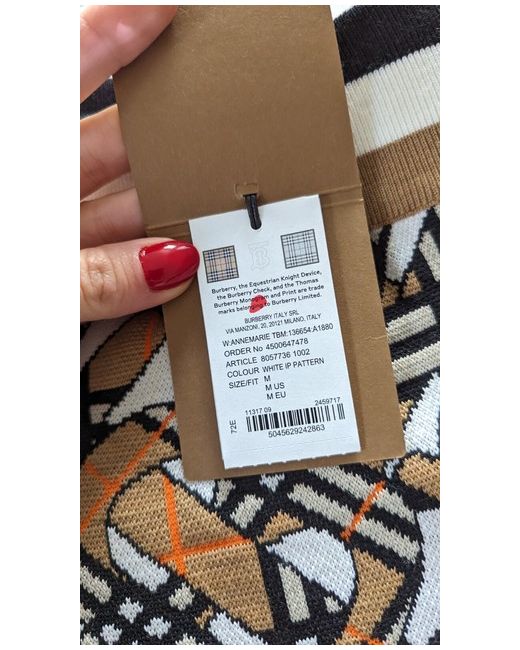 Burberry, the Equestrian Knight Device,
the Burberry Check, and the Thomas
Burberry Monogram and Print are trade
marks belonging to Burberry Limited.
BURBERRY ITALY SRL
VIA MANZONI, 20, 20121 MILANO, ITALY
W:ANNEMARIE TBM:136654:A1880
ORDER No 4500647478
ARTICLE 8057736 1002
COLOUR WHITE IP PATTERN
SIZE/FIT M
M US
M EU
72E
11317 09 2459717
5045629242863